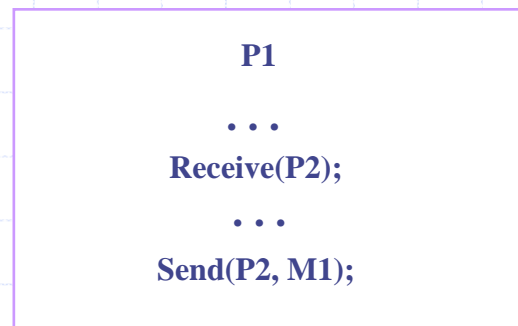 P1
. . .
Receive(P2);
. . .
Send(P2, M1);